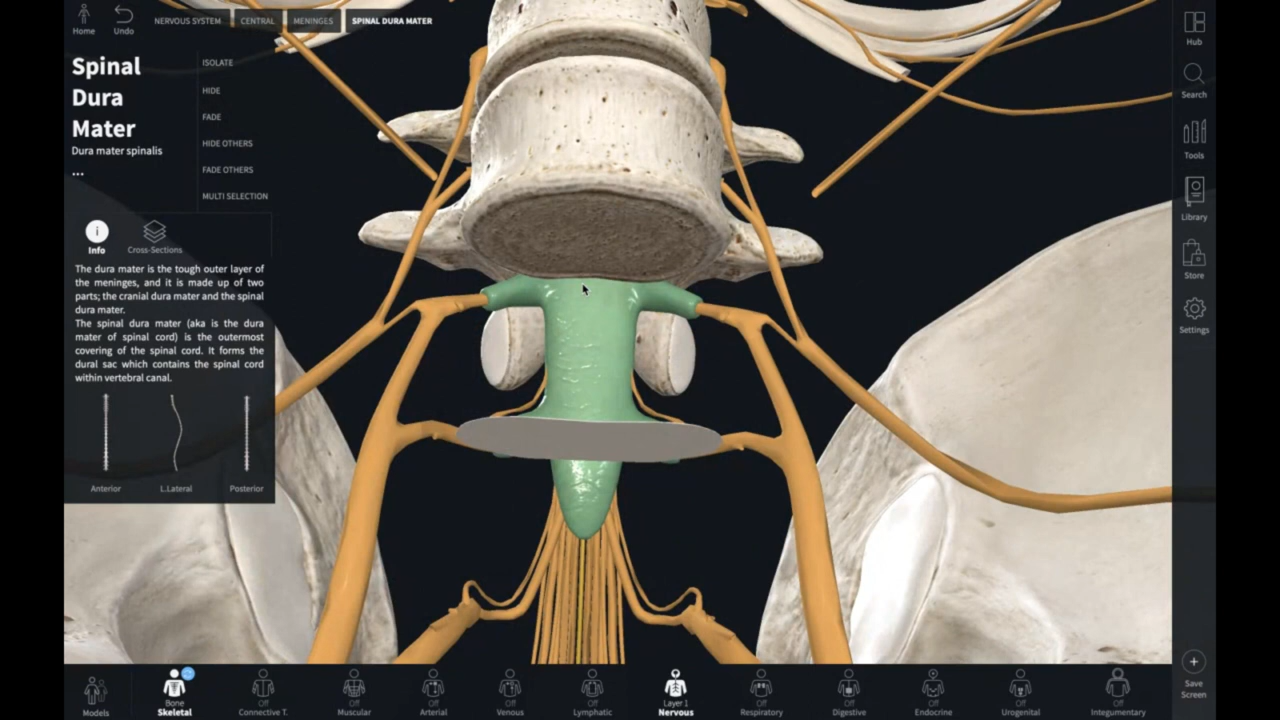 Home
Undo
NERVOUS SYSTEM
CENTRAL
MENINGES
SPINAL DURA MATER
Spinal
Dura
Mater
Dura mater spinalis
...
ISOLATE
HIDE
FADE
HIDE OTHERS
FADE OTHERS
MULTI SELECTION
Info
Cross-Sections
The dura mater is the tough outer layer of
the meninges, and it is made up of two
parts; the cranial dura mater and the spinal
dura mater.
The spinal dura mater (aka is the dura
mater of spinal cord) is the outermost
covering of the spinal cord. It forms the
dural sac which contains the spinal cord
within vertebral canal.
Anterior
L.Lateral
Posterior
Hub
Search
Tools
Library
Store
Settings
Save
Screen
Models
Bone
Skeletal
Off
Connective T.
Off
Muscular
Off
Arterial
Off
Venous
Off
Lymphatic
Layer 1
Nervous
Off
Respiratory
Off
Digestive
Off
Endocrine
Off
Urogenital
Off
Integumentary